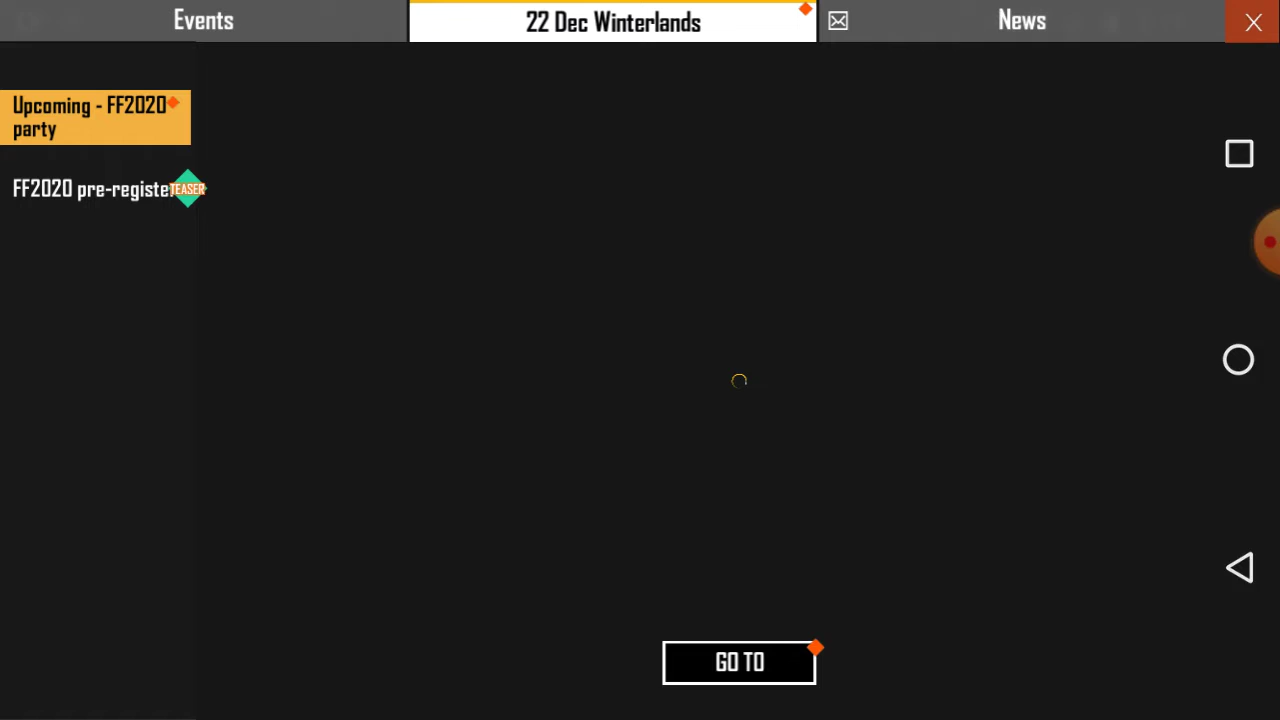 Events
22 Dec Winterlands
News
Upcoming - FF2020
party
FF2020 pre-registe
TEASER
GO TO